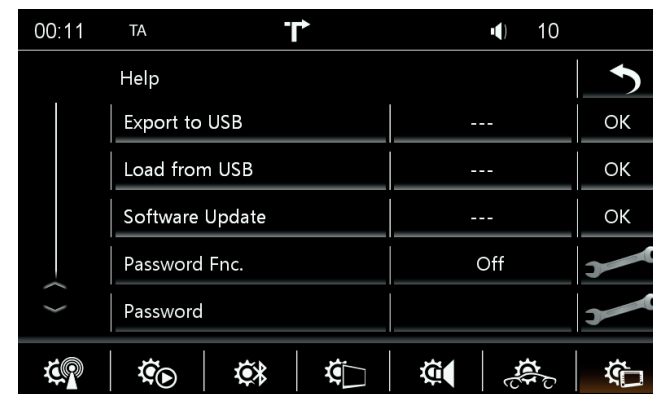 00:11 TA 10
Help
Export to USB --- OK
Load from USB --- OK
Software Update --- OK
Password Fnc. Off
Password